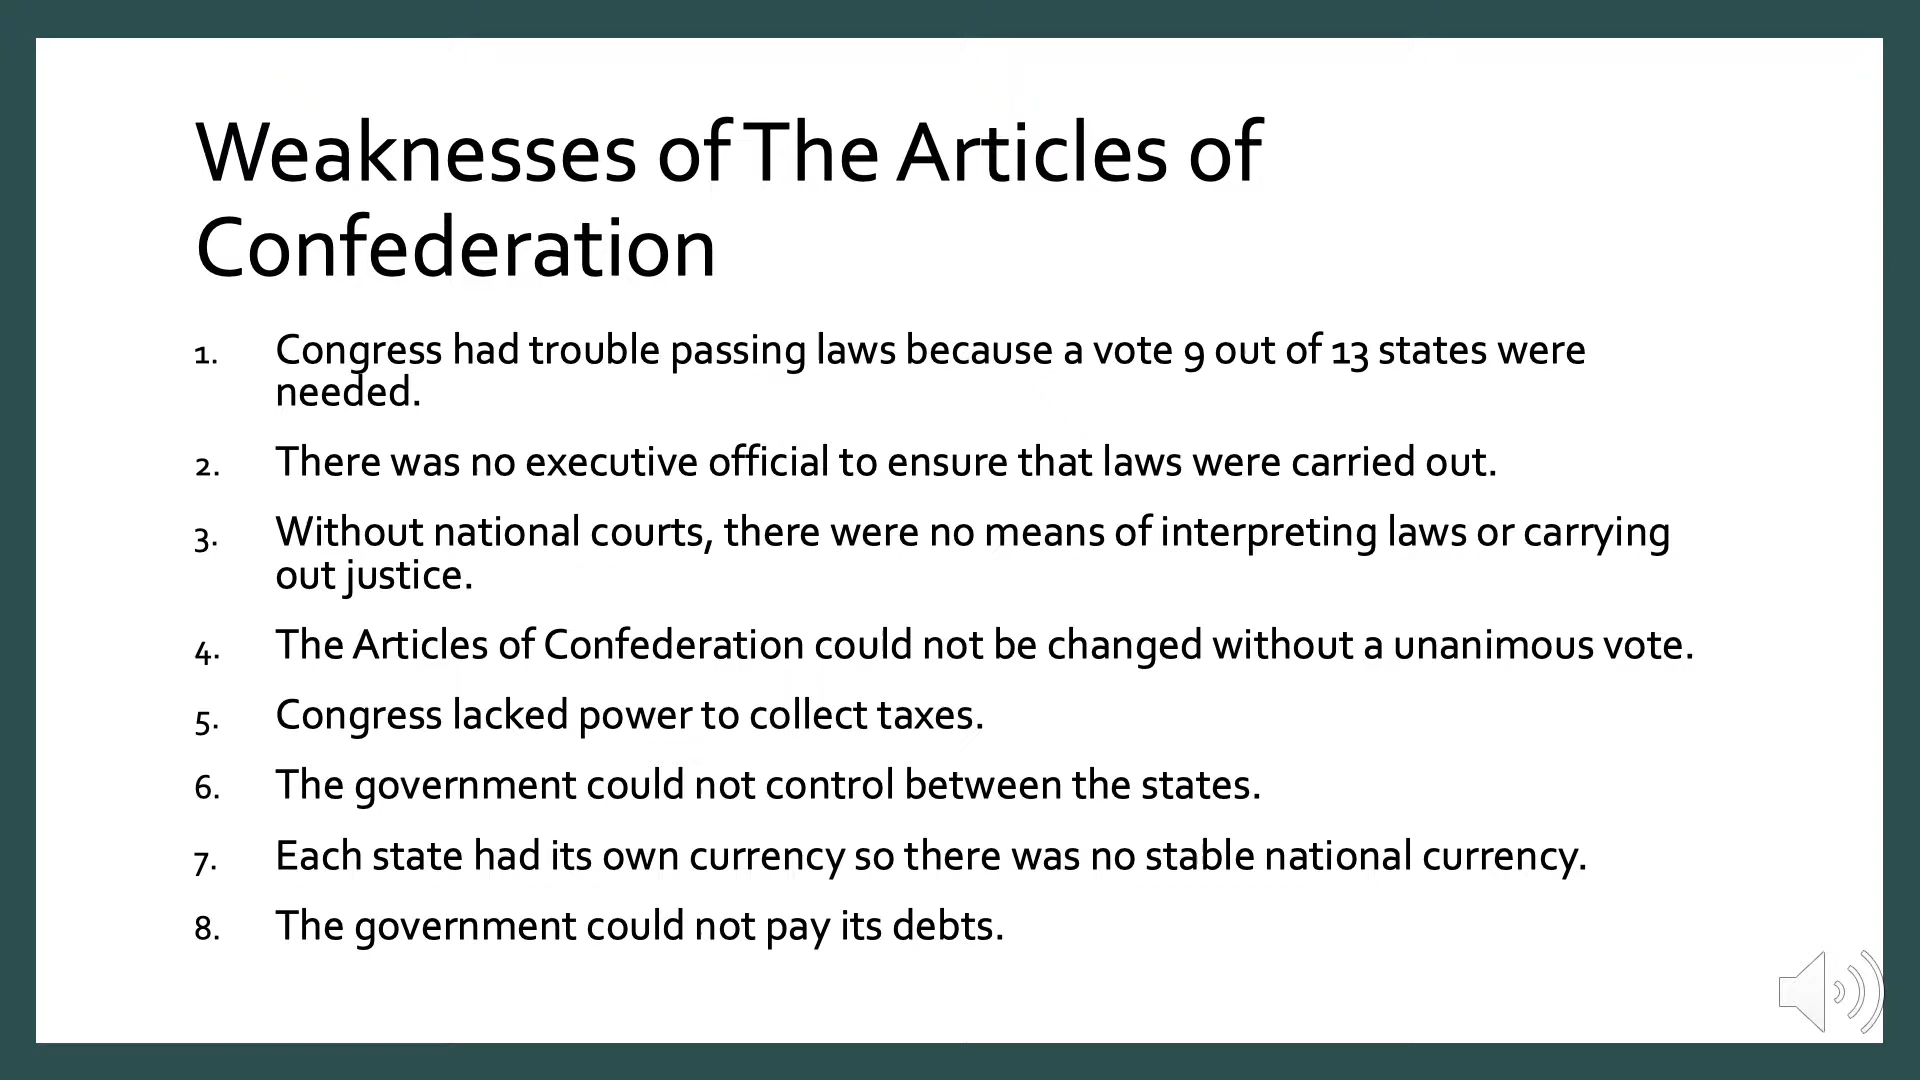 Weaknesses of The Articles of
Confederation
1. Congress had trouble passing laws because a vote 9 out of 13 states were
needed.
2. There was no executive official to ensure that laws were carried out.
3. Without national courts, there were no means of interpreting laws or carrying
out justice.
4. The Articles of Confederation could not be changed without a unanimous vote.
5. Congress lacked power to collect taxes.
6. The government could not control between the states.
7. Each state had its own currency so there was no stable national currency.
8. The government could not pay its debts.